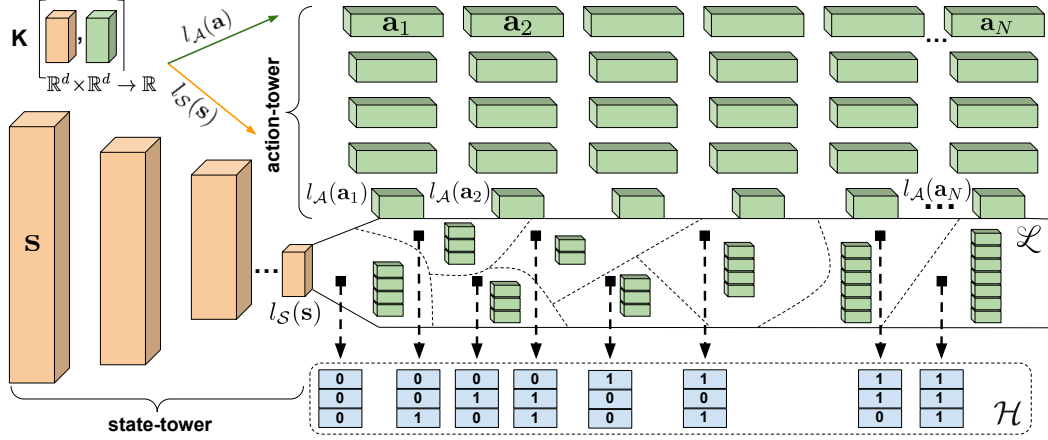 K [ , ]
ℝ^d × ℝ^d → ℝ
l_𝒜(𝐚)
l_𝒮(𝐬)
action-tower
𝐚_1 𝐚_2 ... 𝐚_N
l_𝒜(𝐚_1) l_𝒜(𝐚_2) l_𝒜(𝐚_N)
...
ℒ
𝐬
...
l_𝒮(𝐬)
state-tower
0 0 0 0 1 1 1 1
0 0 1 1 0 0 1 1
0 1 0 1 0 1 0 1
ℋ